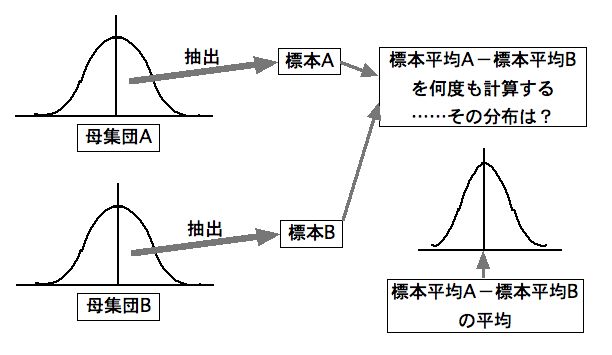 抽出
標本A
母集団A
標本平均A－標本平均B
を何度も計算する
……その分布は？
抽出
標本B
母集団B
標本平均A－標本平均B
の平均